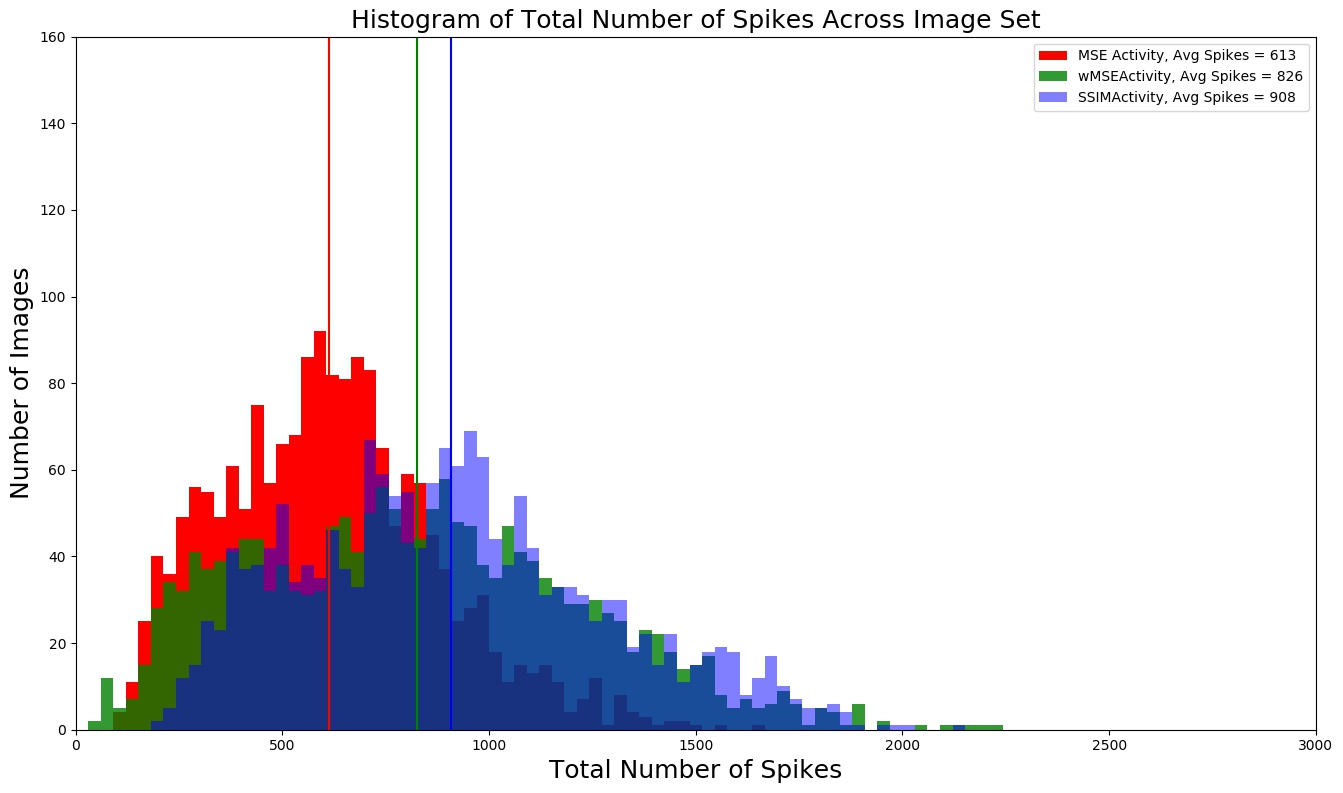 Histogram of Total Number of Spikes Across Image Set
MSE Activity, Avg Spikes = 613
wMSEActivity, Avg Spikes = 826
SSIMActivity, Avg Spikes = 908
Number of Images
160
140
120
100
80
60
40
20
0
0 500 1000 1500 2000 2500 3000
Total Number of Spikes